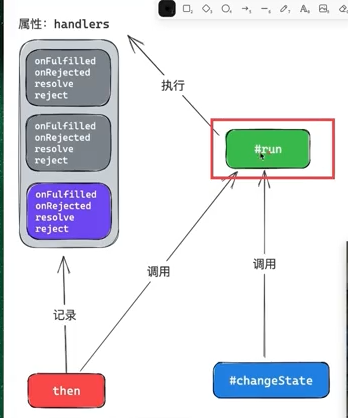 属性: handlers
onFulfilled
onRejected
resolve
reject
onFulfilled
onRejected
resolve
reject
onFulfilled
onRejected
resolve
reject
执行
#run
调用
调用
记录
then
#changeState